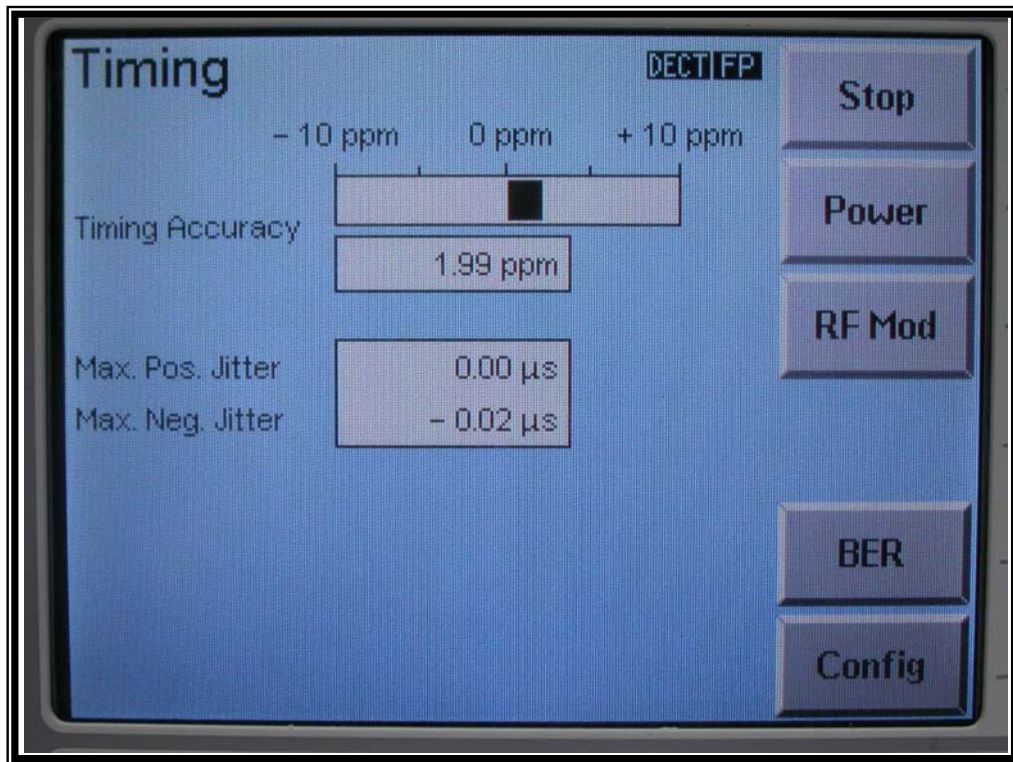 Timing
DECT FP
– 10 ppm 0 ppm + 10 ppm
Timing Accuracy
1.99 ppm
Max. Pos. Jitter 0.00 µs
Max. Neg. Jitter – 0.02 µs
Stop
Power
RF Mod
BER
Config